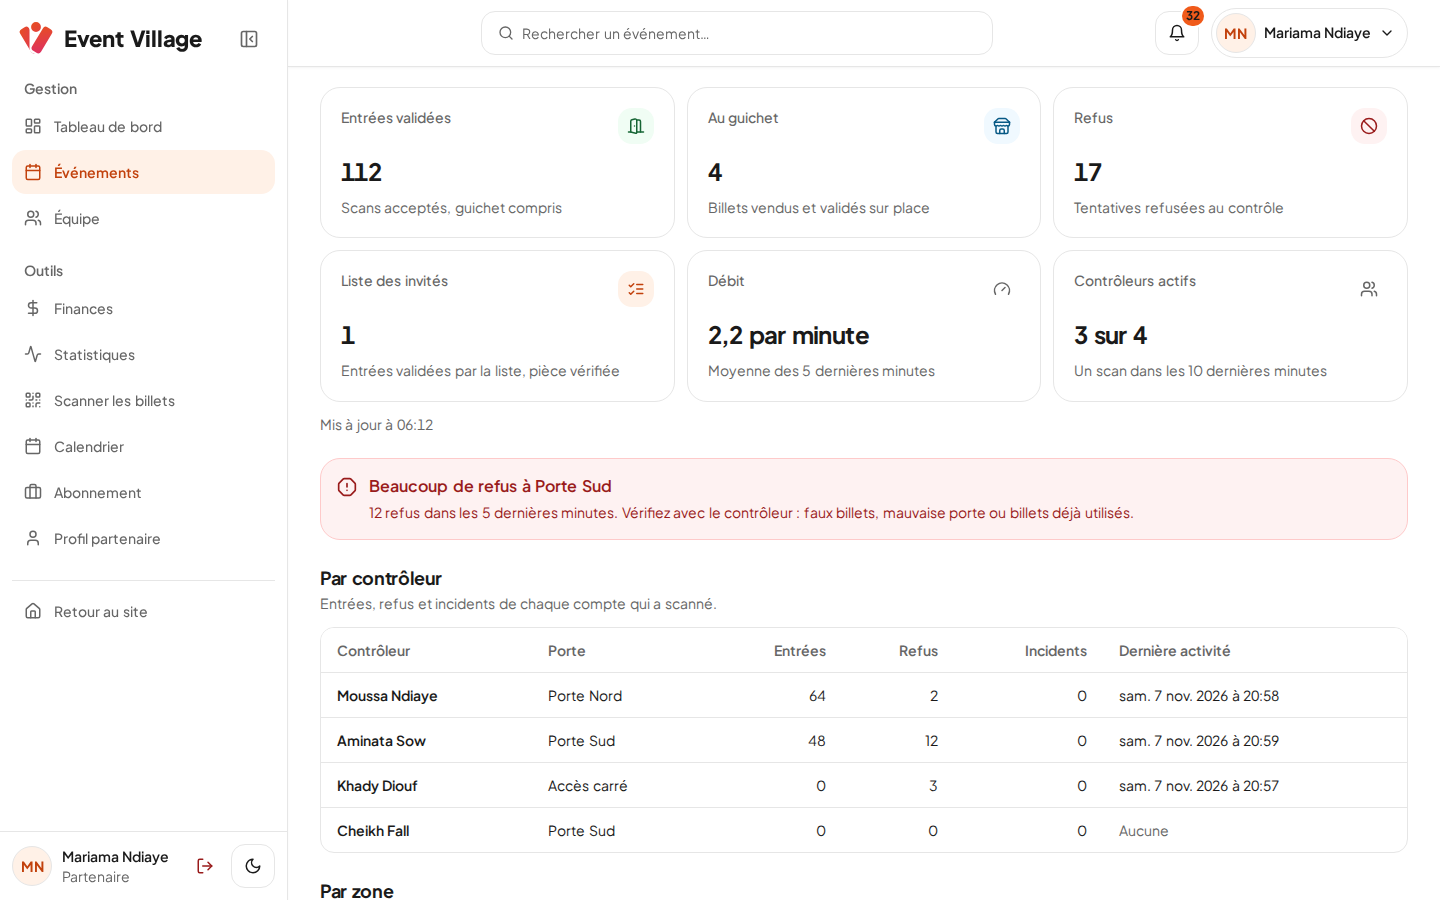 Event Village
Gestion
Tableau de bord
Événements
Équipe
Outils
Finances
Statistiques
Scanner les billets
Calendrier
Abonnement
Profil partenaire
Retour au site
MN
Mariama Ndiaye
Partenaire
Rechercher un événement…
32
MN
Mariama Ndiaye
Entrées validées
112
Scans acceptés, guichet compris
Au guichet
4
Billets vendus et validés sur place
Refus
17
Tentatives refusées au contrôle
Liste des invités
1
Entrées validées par la liste, pièce vérifiée
Débit
2,2 par minute
Moyenne des 5 dernières minutes
Contrôleurs actifs
3 sur 4
Un scan dans les 10 dernières minutes
Mis à jour à 06:12
Beaucoup de refus à Porte Sud
12 refus dans les 5 dernières minutes. Vérifiez avec le contrôleur : faux billets, mauvaise porte ou billets déjà utilisés.
Par contrôleur
Entrées, refus et incidents de chaque compte qui a scanné.
Contrôleur Porte Entrées Refus Incidents Dernière activité
Moussa Ndiaye Porte Nord 64 2 0 sam. 7 nov. 2026 à 20:58
Aminata Sow Porte Sud 48 12 0 sam. 7 nov. 2026 à 20:59
Khady Diouf Accès carré 0 3 0 sam. 7 nov. 2026 à 20:57
Cheikh Fall Porte Sud 0 0 0 Aucune
Par zone